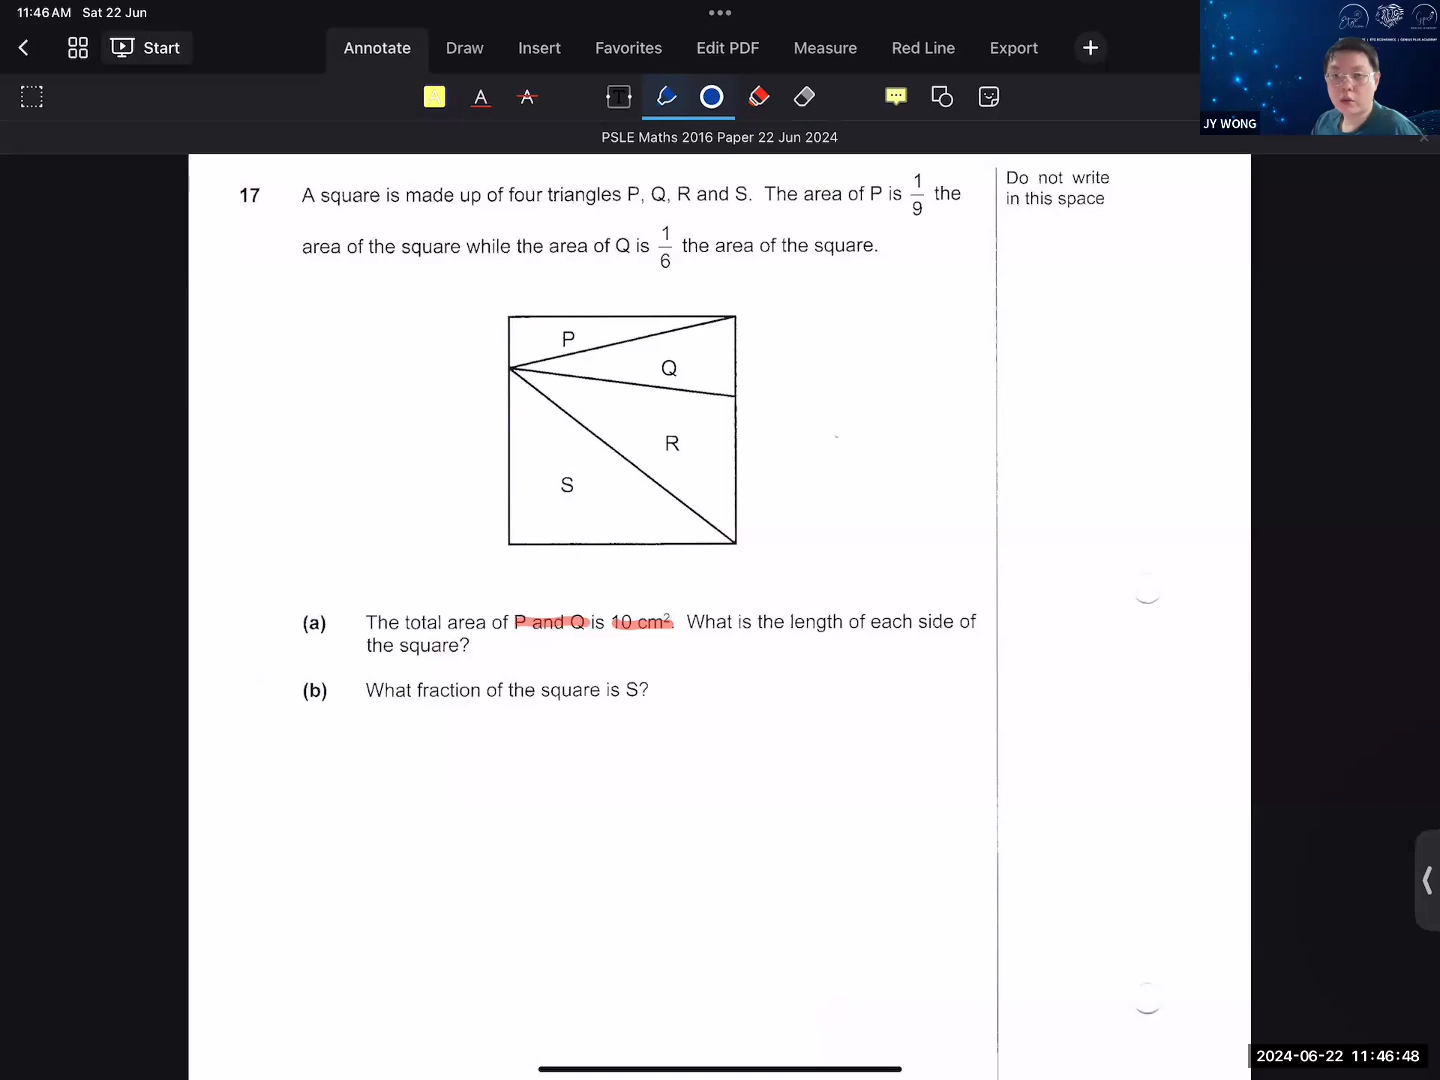 11:46 AM Sat 22 Jun
Start
Annotate Draw Insert Favorites Edit PDF Measure Red Line Export
A A A T
PSLE Maths 2016 Paper 22 Jun 2024
JY WONG
17 A square is made up of four triangles P, Q, R and S. The area of P is 1/9 the
area of the square while the area of Q is 1/6 the area of the square.
Do not write
in this space
P
Q
R
S
(a) The total area of P and Q is 10 cm². What is the length of each side of
the square?
(b) What fraction of the square is S?
2024-06-22 11:46:48